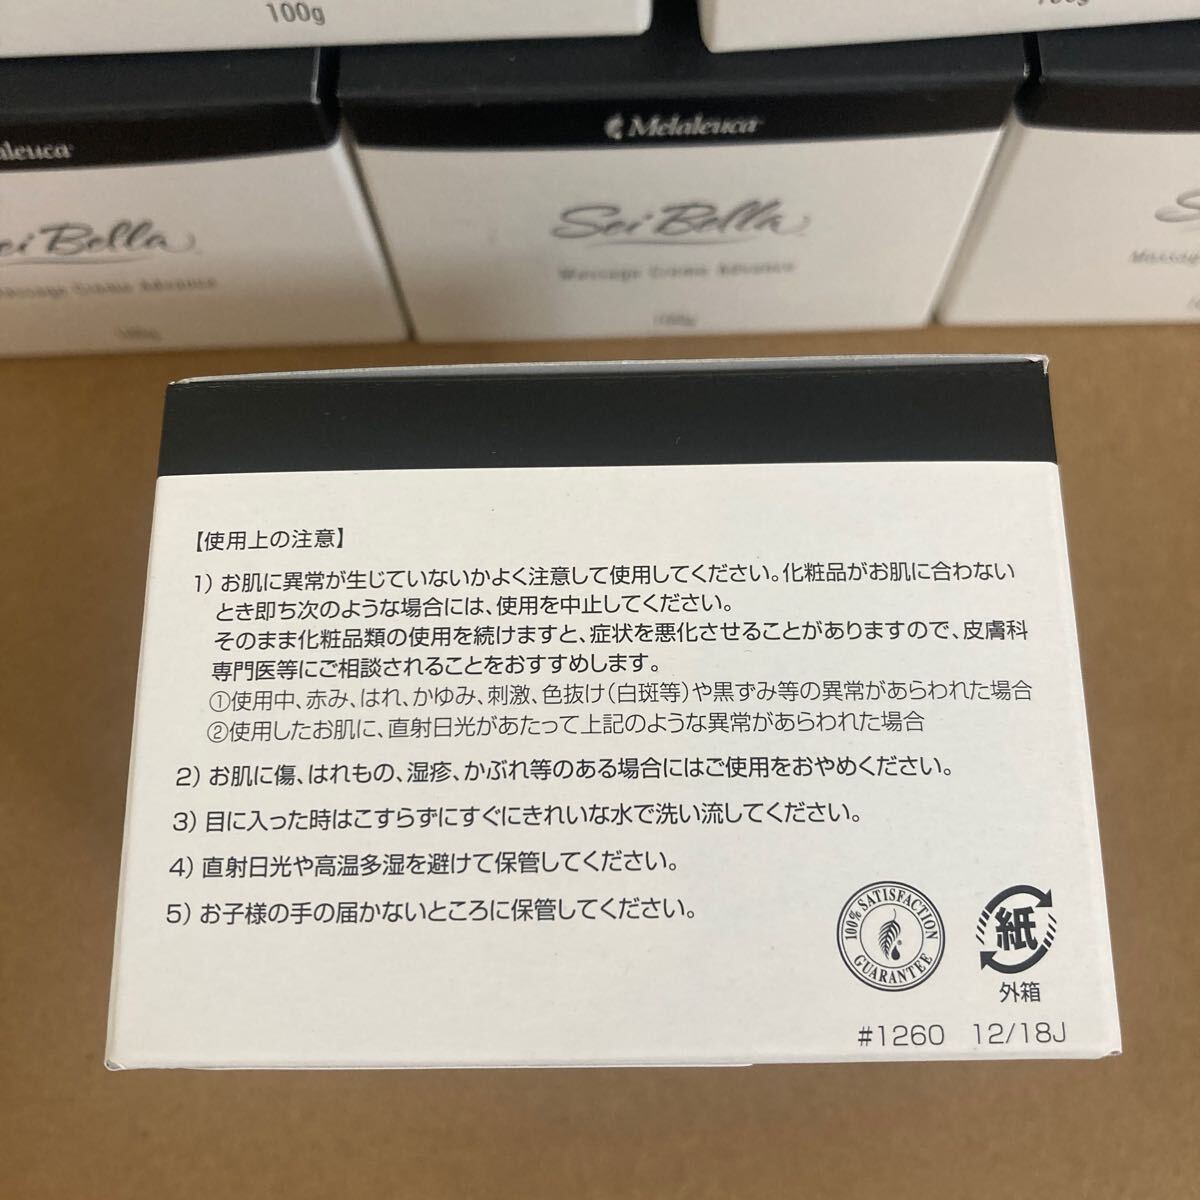 100g
100g
Melaleuca
Sei Bella
Massage Creme Advance
100g
aleuca
Sei Bella
Massage Creme Advance
100g
【使用上の注意】
1) お肌に異常が生じていないかよく注意して使用してください。化粧品がお肌に合わない
とき即ち次のような場合には、使用を中止してください。
そのまま化粧品類の使用を続けますと、症状を悪化させることがありますので、皮膚科
専門医等にご相談されることをおすすめします。
①使用中、赤み、はれ、かゆみ、刺激、色抜け(白斑等)や黒ずみ等の異常があらわれた場合
②使用したお肌に、直射日光があたって上記のような異常があらわれた場合
2) お肌に傷、はれもの、湿疹、かぶれ等のある場合にはご使用をおやめください。
3) 目に入った時はこすらずにすぐにきれいな水で洗い流してください。
4) 直射日光や高温多湿を避けて保管してください。
5) お子様の手の届かないところに保管してください。
100% SATISFACTION
GUARANTEE
紙
外箱
#1260 12/18J